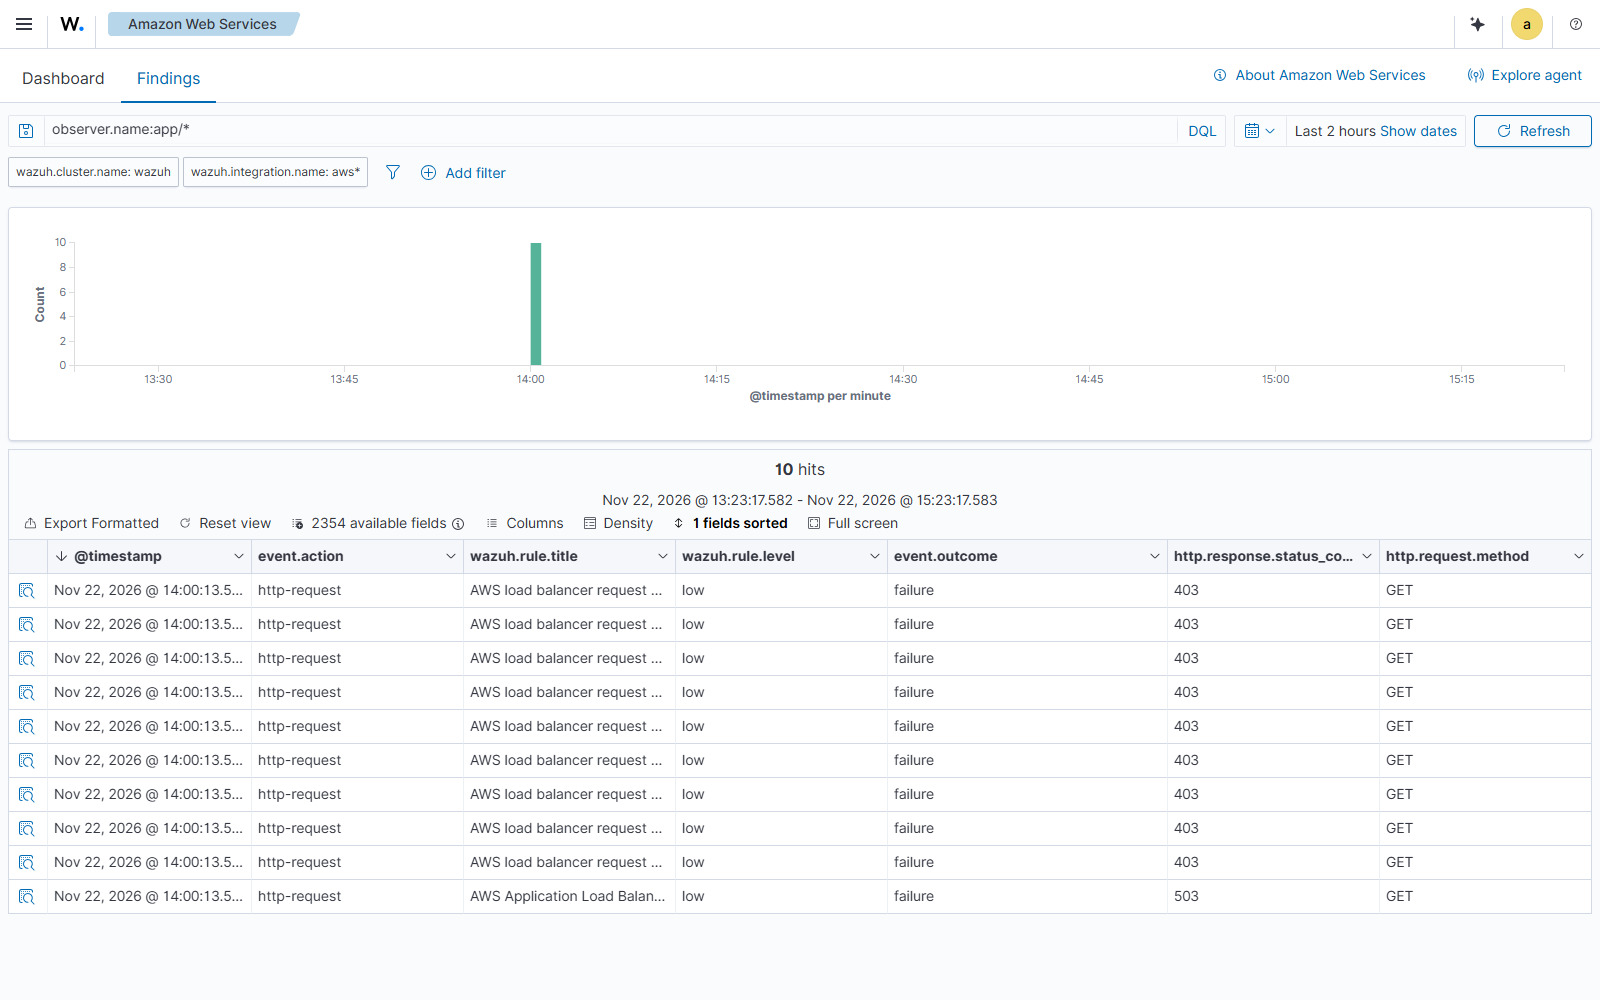 W.
Amazon Web Services
a
Dashboard
Findings
About Amazon Web Services
Explore agent
observer.name:app/*
DQL
Last 2 hours Show dates
Refresh
wazuh.cluster.name: wazuh
wazuh.integration.name: aws*
Add filter
Count
10
8
6
4
2
0
13:30 13:45 14:00 14:15 14:30 14:45 15:00 15:15
@timestamp per minute
10 hits
Nov 22, 2026 @ 13:23:17.582 - Nov 22, 2026 @ 15:23:17.583
Export Formatted Reset view 2354 available fields Columns Density 1 fields sorted Full screen
@timestamp event.action wazuh.rule.title wazuh.rule.level event.outcome http.response.status_co... http.request.method
Nov 22, 2026 @ 14:00:13.5... http-request AWS load balancer request ... low failure 403 GET
Nov 22, 2026 @ 14:00:13.5... http-request AWS load balancer request ... low failure 403 GET
Nov 22, 2026 @ 14:00:13.5... http-request AWS load balancer request ... low failure 403 GET
Nov 22, 2026 @ 14:00:13.5... http-request AWS load balancer request ... low failure 403 GET
Nov 22, 2026 @ 14:00:13.5... http-request AWS load balancer request ... low failure 403 GET
Nov 22, 2026 @ 14:00:13.5... http-request AWS load balancer request ... low failure 403 GET
Nov 22, 2026 @ 14:00:13.5... http-request AWS load balancer request ... low failure 403 GET
Nov 22, 2026 @ 14:00:13.5... http-request AWS load balancer request ... low failure 403 GET
Nov 22, 2026 @ 14:00:13.5... http-request AWS load balancer request ... low failure 403 GET
Nov 22, 2026 @ 14:00:13.5... http-request AWS Application Load Balan... low failure 503 GET